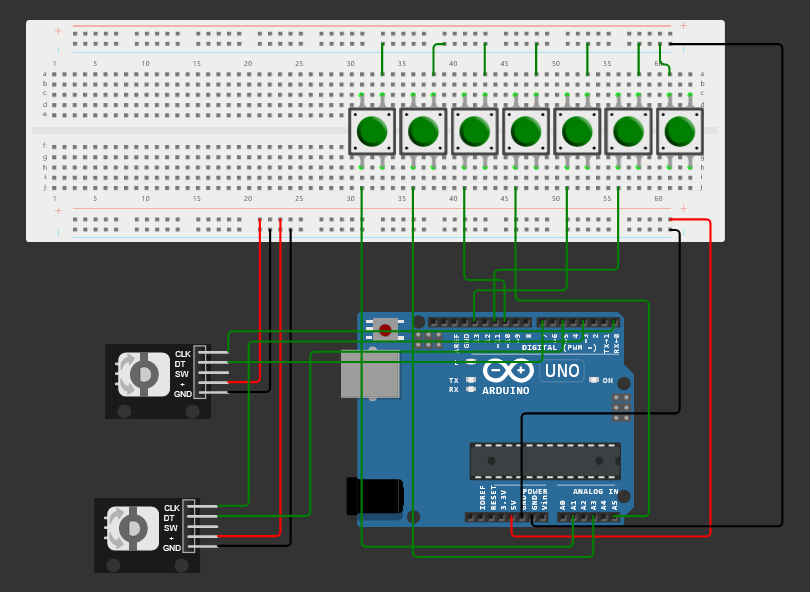 + +
1 5 10 15 20 25 30 35 40 45 50 55 60
a a
b b
c c
d d
e
f
g g
h h
i i
j j
1 5 10 15 20 25 30 35 40 45 50 55 60
+ +
AREF GND 13 12 ~11 ~10 ~9 8 7 ~6 ~5 4 ~3 2 TX→1 RX←0
DIGITAL (PWM ~)
TX
RX
UNO
ON
ARDUINO
CLK
DT
SW
+
GND
CLK
DT
SW
+
GND
POWER ANALOG IN
IOREF RESET 3.3V 5V GND GND Vin A0 A1 A2 A3 A4 A5